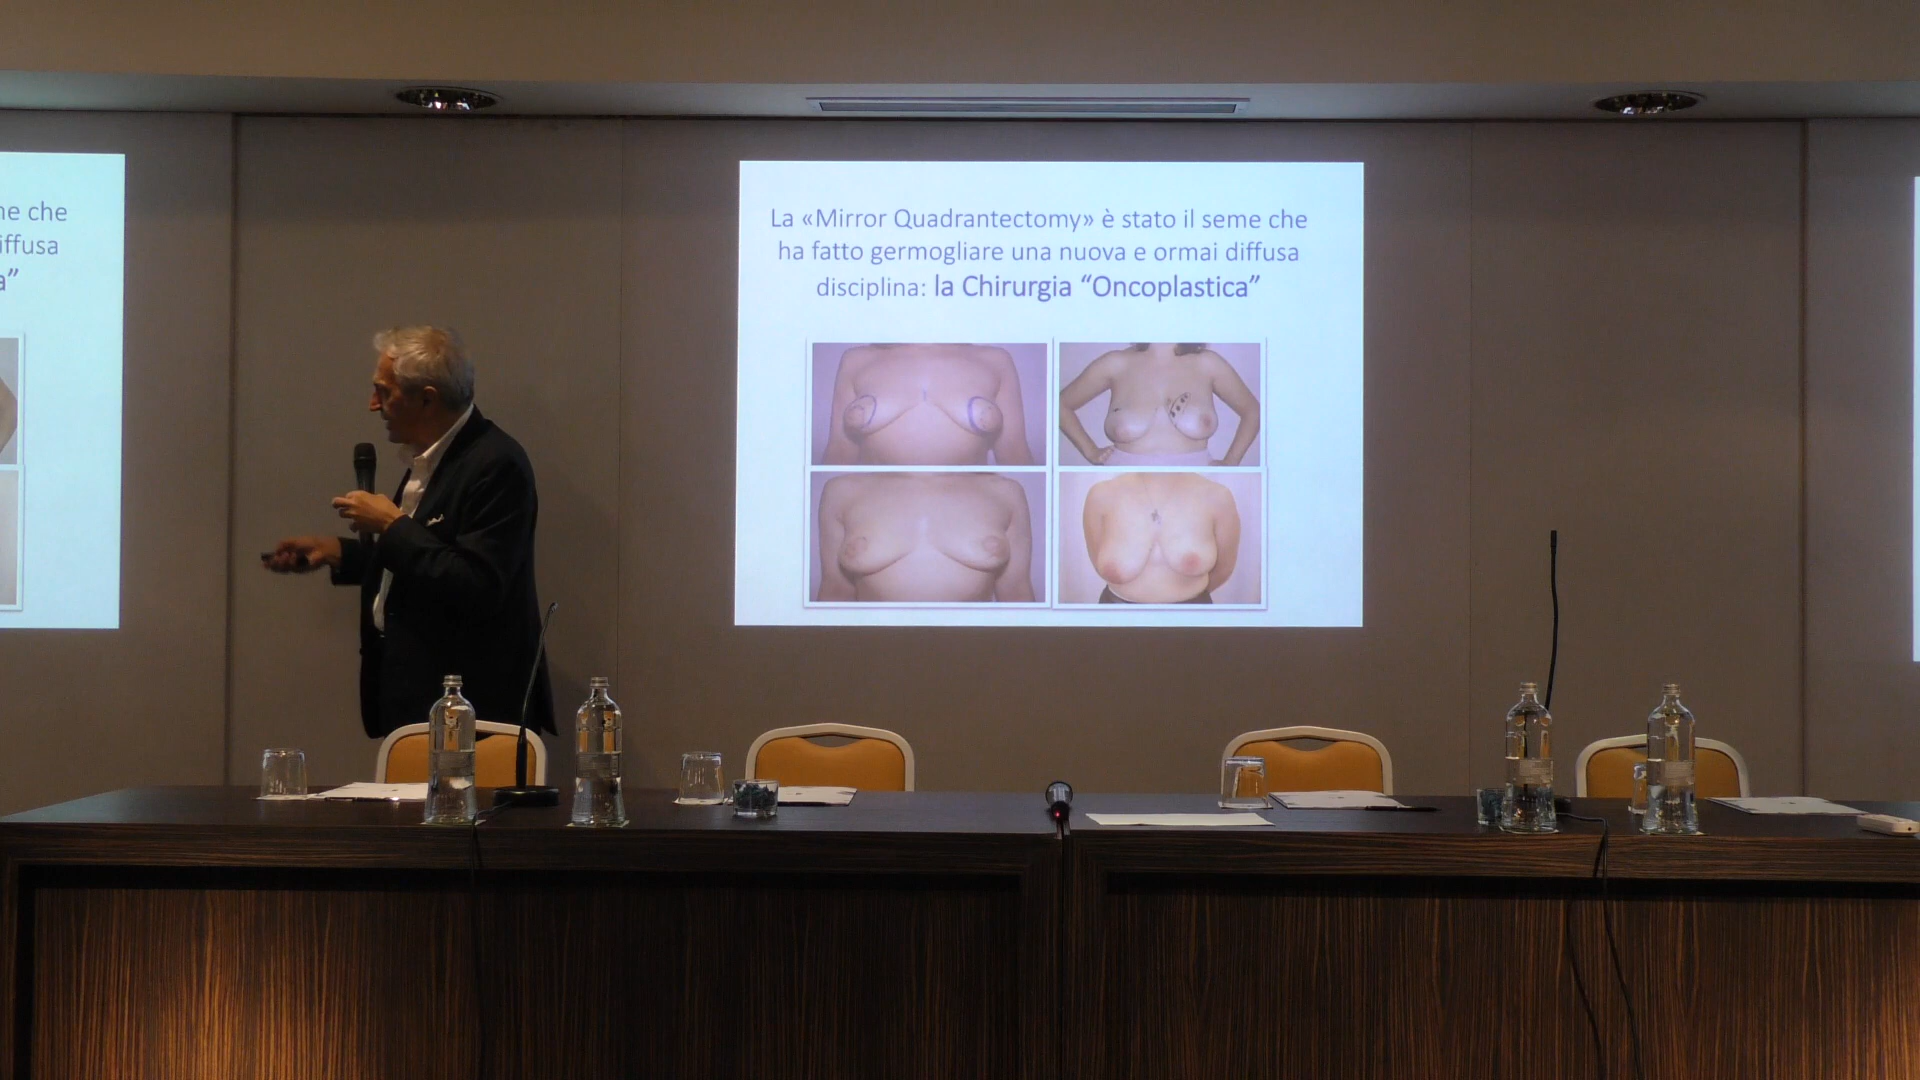 he che
iffusa
a”
La «Mirror Quadrantectomy» è stato il seme che
ha fatto germogliare una nuova e ormai diffusa
disciplina: la Chirurgia “Oncoplastica”